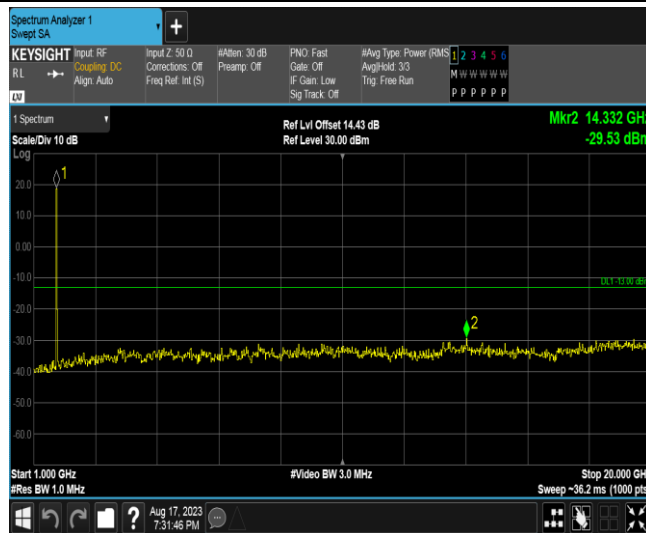 Spectrum Analyzer 1
Swept SA
+
KEYSIGHT Input: RF Input Z: 50 Ω #Atten: 30 dB PNO: Fast #Avg Type: Power (RMS 1 2 3 4 5 6
RL Coupling: DC Corrections: Off Preamp: Off Gate: Off Avg|Hold: 3/3 M W W W W W
Align: Auto Freq Ref: Int (S) IF Gain: Low Trig: Free Run
Sig Track: Off P P P P P P
LXI
1 Spectrum Ref Lvl Offset 14.43 dB Mkr2 14.332 GHz
Scale/Div 10 dB Ref Level 30.00 dBm -29.53 dBm
Log
1
20.0
10.0
0.00
-10.0
DL1 -13.00 dBm
-20.0
2
-30.0
-40.0
-50.0
-60.0
Start 1.000 GHz #Video BW 3.0 MHz Stop 20.000 GHz
#Res BW 1.0 MHz Sweep ~36.2 ms (1000 pts
? Aug 17, 2023
7:31:46 PM